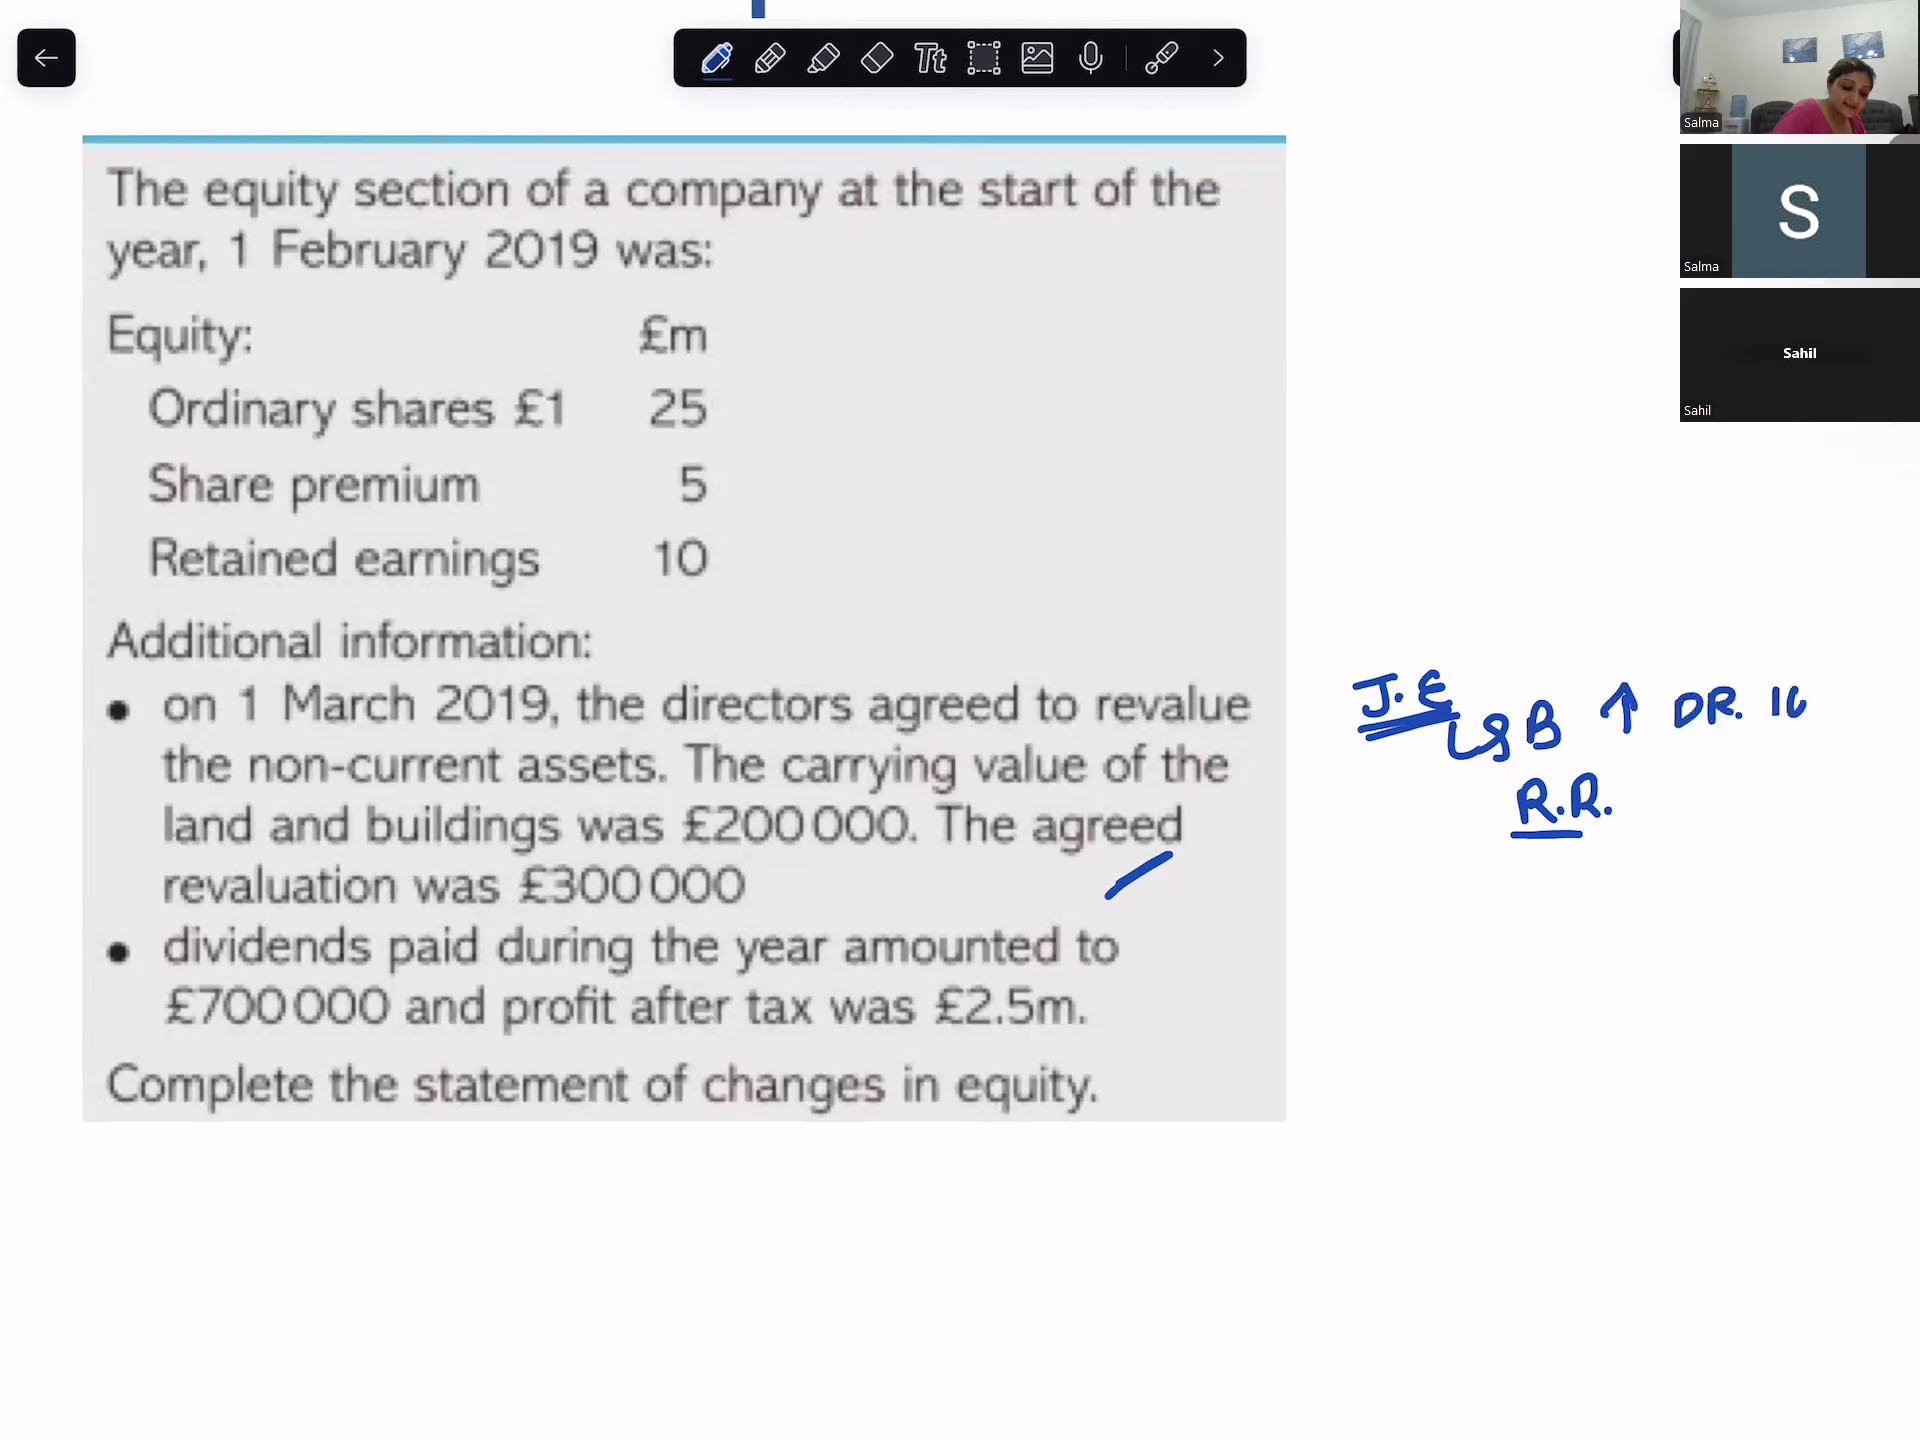 Tt
The equity section of a company at the start of the
year, 1 February 2019 was:
Equity: £m
Ordinary shares £1 25
Share premium 5
Retained earnings 10
Additional information:
• on 1 March 2019, the directors agreed to revalue
the non-current assets. The carrying value of the
land and buildings was £200 000. The agreed
revaluation was £300 000
• dividends paid during the year amounted to
£700 000 and profit after tax was £2.5m.
Complete the statement of changes in equity.
J.E
B ↑ DR. 10
R.R.
Salma
S
Salma
Sahil
Sahil